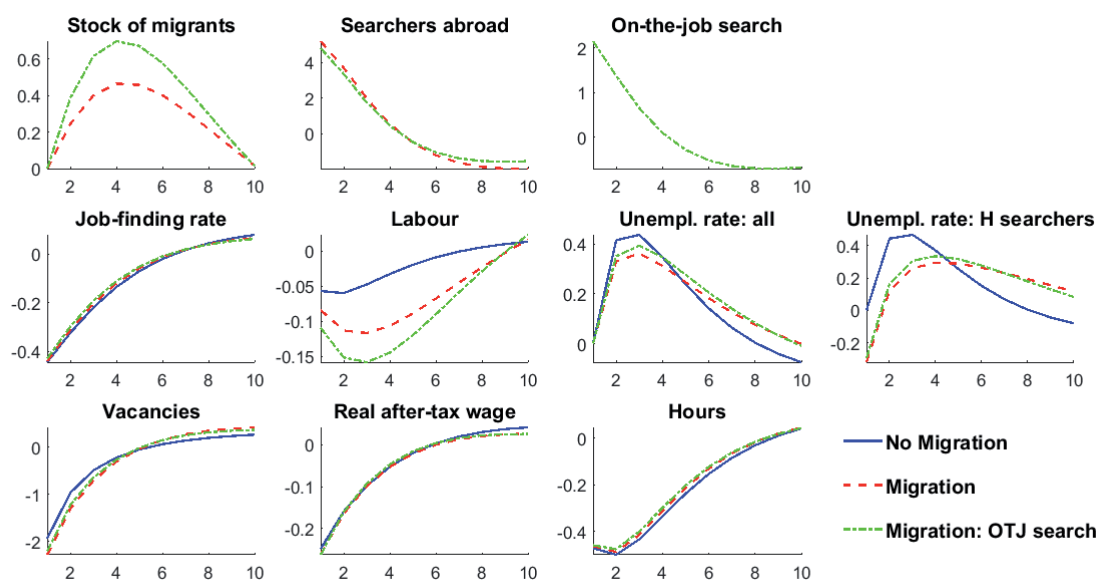 Stock of migrants
0.6
0.4
0.2
0
2 4 6 8 10
Searchers abroad
4
2
0
2 4 6 8 10
On-the-job search
2
1
0
2 4 6 8 10
Job-finding rate
0
-0.2
-0.4
2 4 6 8 10
Labour
0
-0.05
-0.1
-0.15
2 4 6 8 10
Unempl. rate: all
0.4
0.2
0
2 4 6 8 10
Unempl. rate: H searchers
0.4
0.2
0
-0.2
2 4 6 8 10
Vacancies
0
-1
-2
2 4 6 8 10
Real after-tax wage
0
-0.1
-0.2
2 4 6 8 10
Hours
0
-0.2
-0.4
2 4 6 8 10
No Migration
Migration
Migration: OTJ search